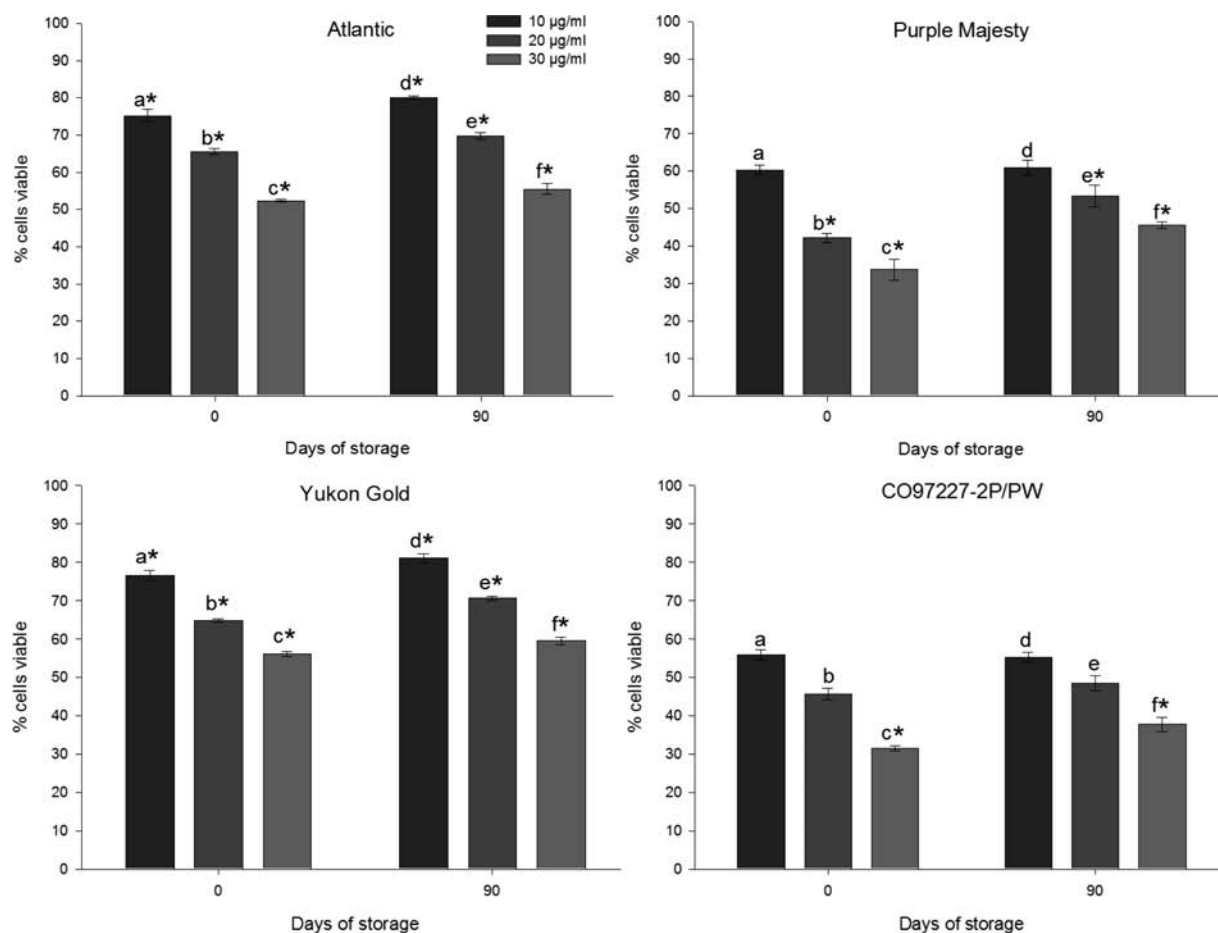 Atlantic
10 µg/ml
20 µg/ml
30 µg/ml
100
90
80
70
60
50
40
30
20
10
0
% cells viable
a*
b*
c*
d*
e*
f*
0
90
Days of storage
Purple Majesty
100
90
80
70
60
50
40
30
20
10
0
% cells viable
a
b*
c*
d
e*
f*
0
90
Days of storage
Yukon Gold
100
90
80
70
60
50
40
30
20
10
0
% cells viable
a*
b*
c*
d*
e*
f*
0
90
Days of storage
CO97227-2P/PW
100
90
80
70
60
50
40
30
20
10
0
% cells viable
a
b
c*
d
e
f*
0
90
Days of storage